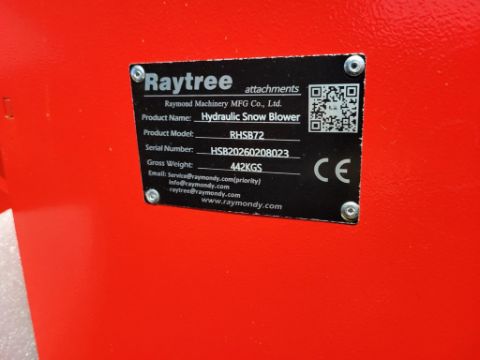 Raytree attachments
Raymond Machinery MFG Co., Ltd.
Product Name: Hydraulic Snow Blower
Product Model: RHSB72
Serial Number: HSB20260208023
Gross Weight: 442KGS
Email: Service@raymondy.com(priority)
info@raymondy.com
raytree@raymondy.com
www.raymondy.com
CE